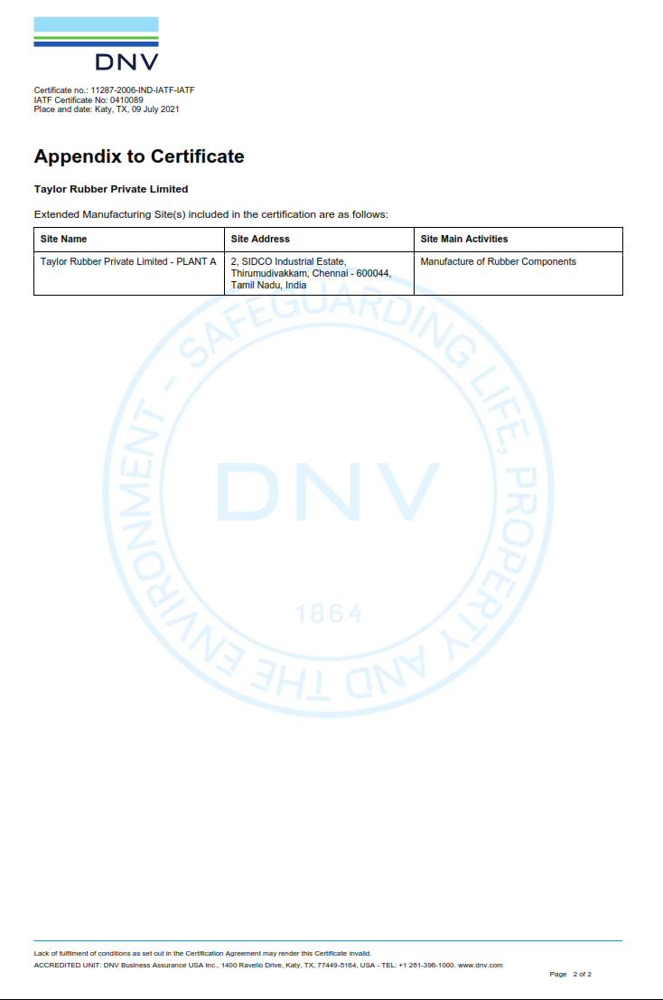 DNV
Certificate no.: 11287-2006-IND-IATF-IATF
IATF Certificate No: 0410089
Place and date: Katy, TX, 09 July 2021
Appendix to Certificate
Taylor Rubber Private Limited
Extended Manufacturing Site(s) included in the certification are as follows:
Site Name Site Address Site Main Activities
Taylor Rubber Private Limited - PLANT A 2, SIDCO Industrial Estate, Manufacture of Rubber Components
Thirumudivakkam, Chennai - 600044,
Tamil Nadu, India
SAFEGUARDING LIFE, PROPERTY AND THE ENVIRONMENT -
DNV
1864
Lack of fulfilment of conditions as set out in the Certification Agreement may render this Certificate invalid.
ACCREDITED UNIT: DNV Business Assurance USA Inc., 1400 Ravello Drive, Katy, TX, 77449-5164, USA - TEL: +1 281-396-1000. www.dnv.com
Page 2 of 2